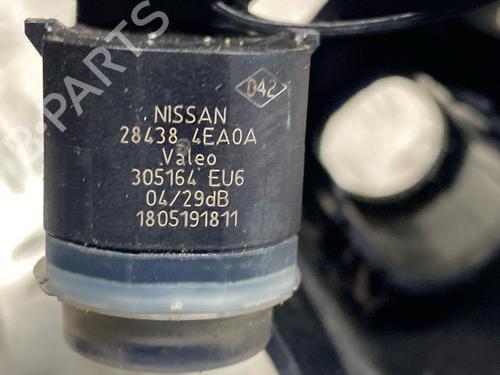 D42
NISSAN
28438 4EA0A
Valeo
305164 EU6
04/29dB
1805191811